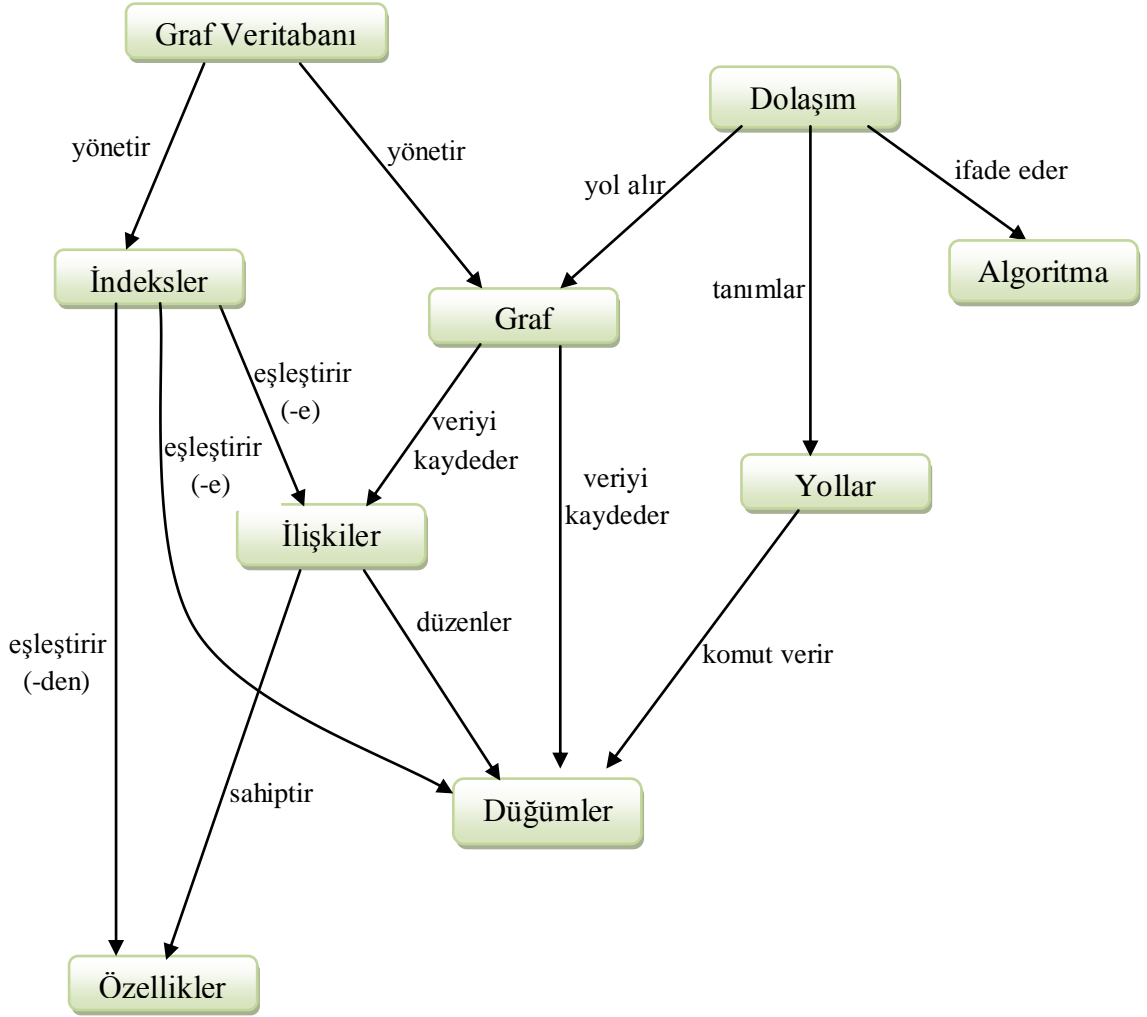 Graf Veritabanı
Dolaşım
yönetir
yönetir
yol alır
ifade eder
İndeksler
Algoritma
Graf
tanımlar
eşleştirir
(-e)
veriyi
kaydeder
eşleştirir
(-e)
veriyi
kaydeder
Yollar
İlişkiler
düzenler
eşleştirir
(-den)
komut verir
sahiptir
Düğümler
Özellikler